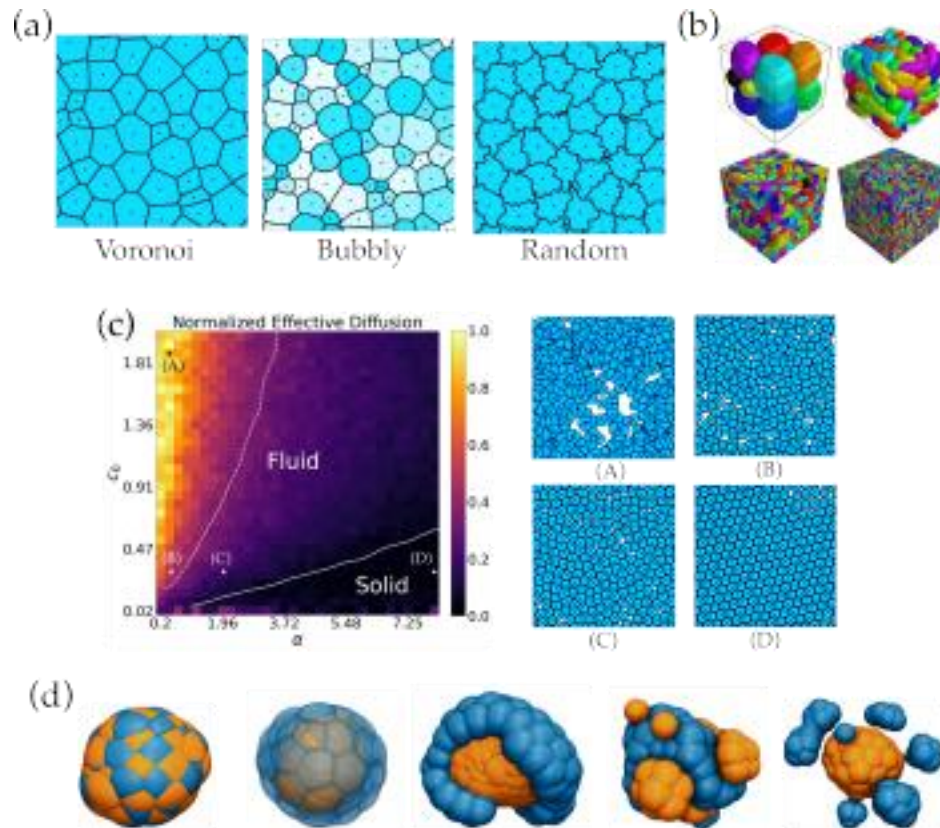 (a)
(b)
Voronoi
Bubbly
Random
(c)
Normalized Effective Diffusion
1.81
1.36
0.91
0.47
0.02
0.2
1.96
3.72
5.48
7.25
α
(A)
(B)
(C)
(D)
Fluid
Solid
1.0
0.8
0.6
0.4
0.2
0.0
(A)
(B)
(C)
(D)
(d)